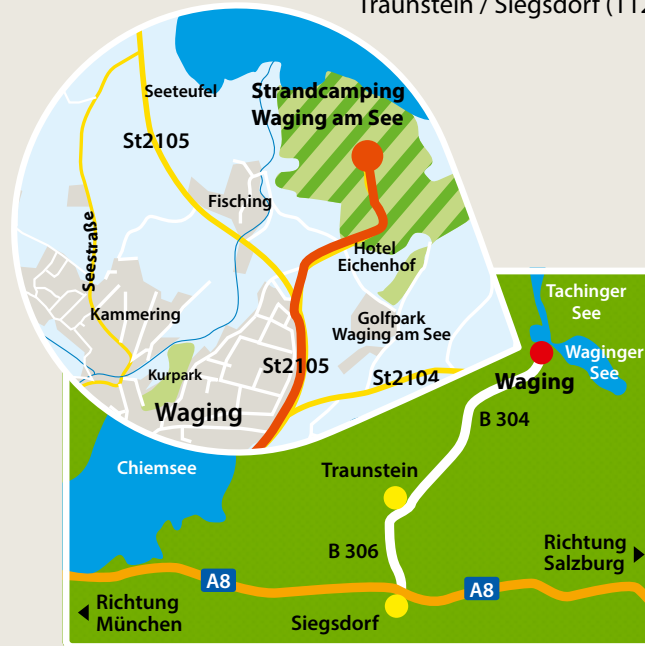 Traunstein / Siegsdorf (112
Seeteufel
Strandcamping
Waging am See
St2105
Fisching
Seestraße
Hotel
Eichenhof
Kammering
Golfpark
Waging am See
Kurpark
St2105
St2104
Waging
Tachinger
See
Waginger
See
Waging
B 304
Chiemsee
Traunstein
B 306
Richtung
Salzburg
A8
A8
Richtung
München
Siegsdorf